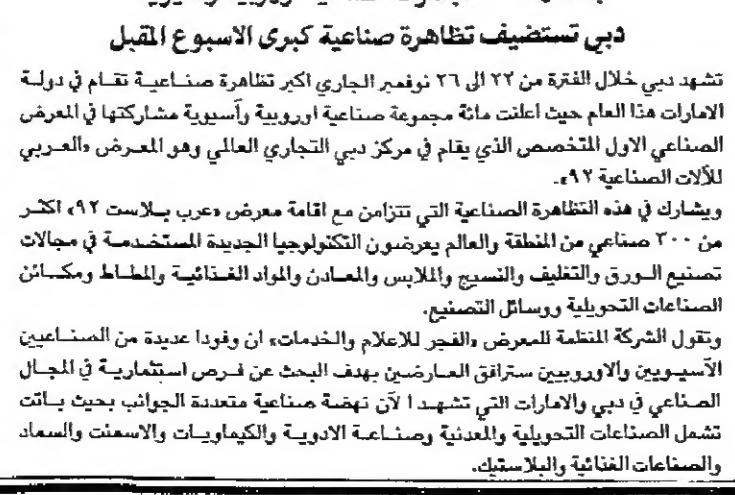 دبي تستضيف تظاهرة صناعية كبرى الاسبوع المقبل
تشهد دبي خلال الفترة من ٢٢ الى ٢٦ نوفمبر الجاري اكبر تظاهرة صناعية تقام في دولة
الامارات هذا العام حيث اعلنت مائة مجموعة صناعية اوروبية وآسيوية مشاركتها في المعرض
الصناعي الاول المتخصص الذي يقام في مركز دبي التجاري العالمي وهو المعرض «العربي
للآلات الصناعية ٩٢».
ويشارك في هذه التظاهرة الصناعية التي تتزامن مع اقامة معرض «عرب بلاست ٩٢» اكثر
من ٣٠٠ صناعي من المنطقة والعالم يعرضون التكنولوجيا الجديدة المستخدمة في مجالات
تصنيع الورق والتغليف والنسيج والملابس والمعادن والمواد الغذائية والمطاط ومكائن
الصناعات التحويلية ووسائل التصنيع.
وتقول الشركة المنظمة للمعرض «الفجر للاعلام والخدمات» ان وفودا عديدة من الصناعيين
الآسيويين والاوروبيين سترافق العارضين بهدف البحث عن فرص استثمارية في المجال
الصناعي في دبي والامارات التي تشهد الآن نهضة صناعية متعددة الجوانب بحيث باتت
تشمل الصناعات التحويلية والمعدنية وصناعة الادوية والكيماويات والاسمنت والسماد
والصناعات الغذائية والبلاستيك.